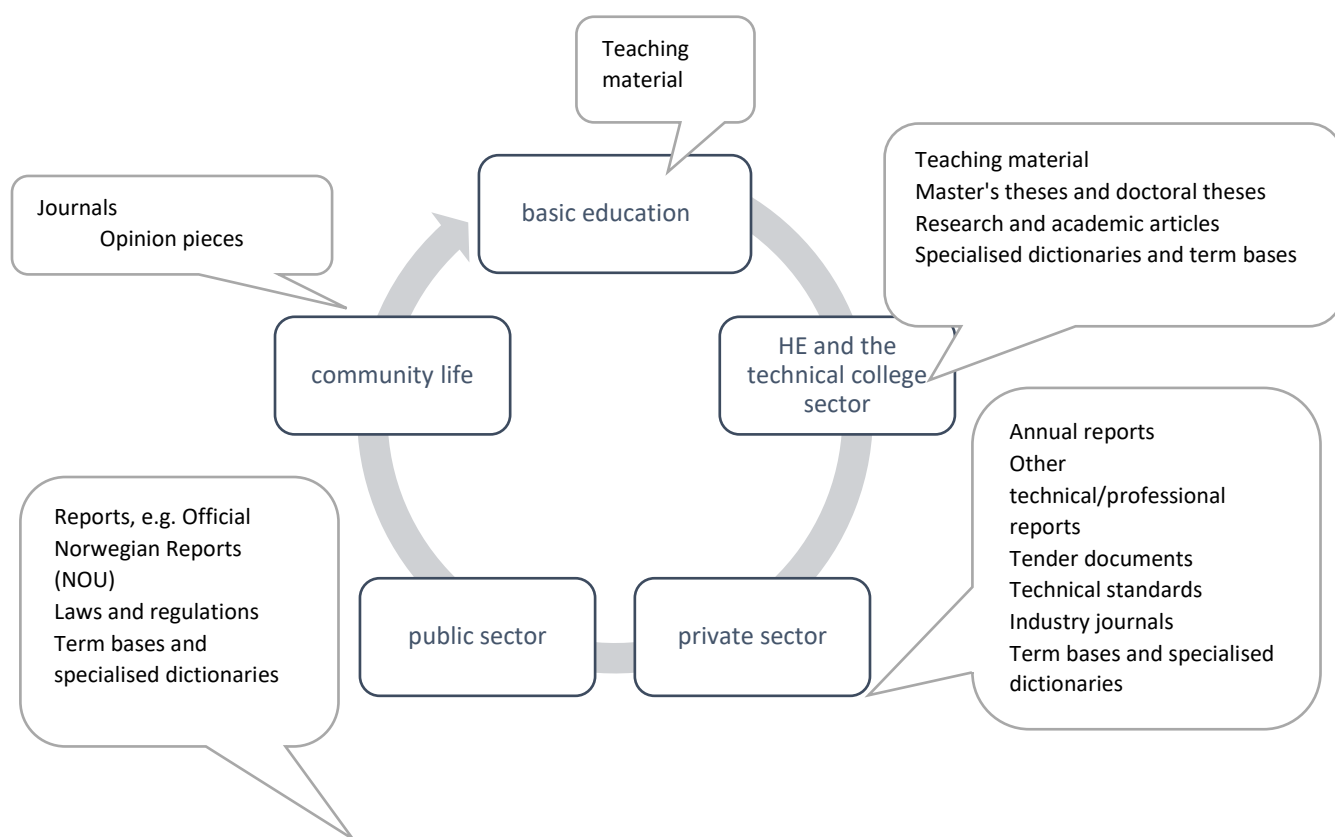 Teaching
material
basic education
Teaching material
Master's theses and doctoral theses
Research and academic articles
Specialised dictionaries and term bases
HE and the
technical college
sector
Annual reports
Other
technical/professional
reports
Tender documents
Technical standards
Industry journals
Term bases and specialised
dictionaries
private sector
public sector
Reports, e.g. Official
Norwegian Reports
(NOU)
Laws and regulations
Term bases and
specialised dictionaries
community life
Journals
Opinion pieces